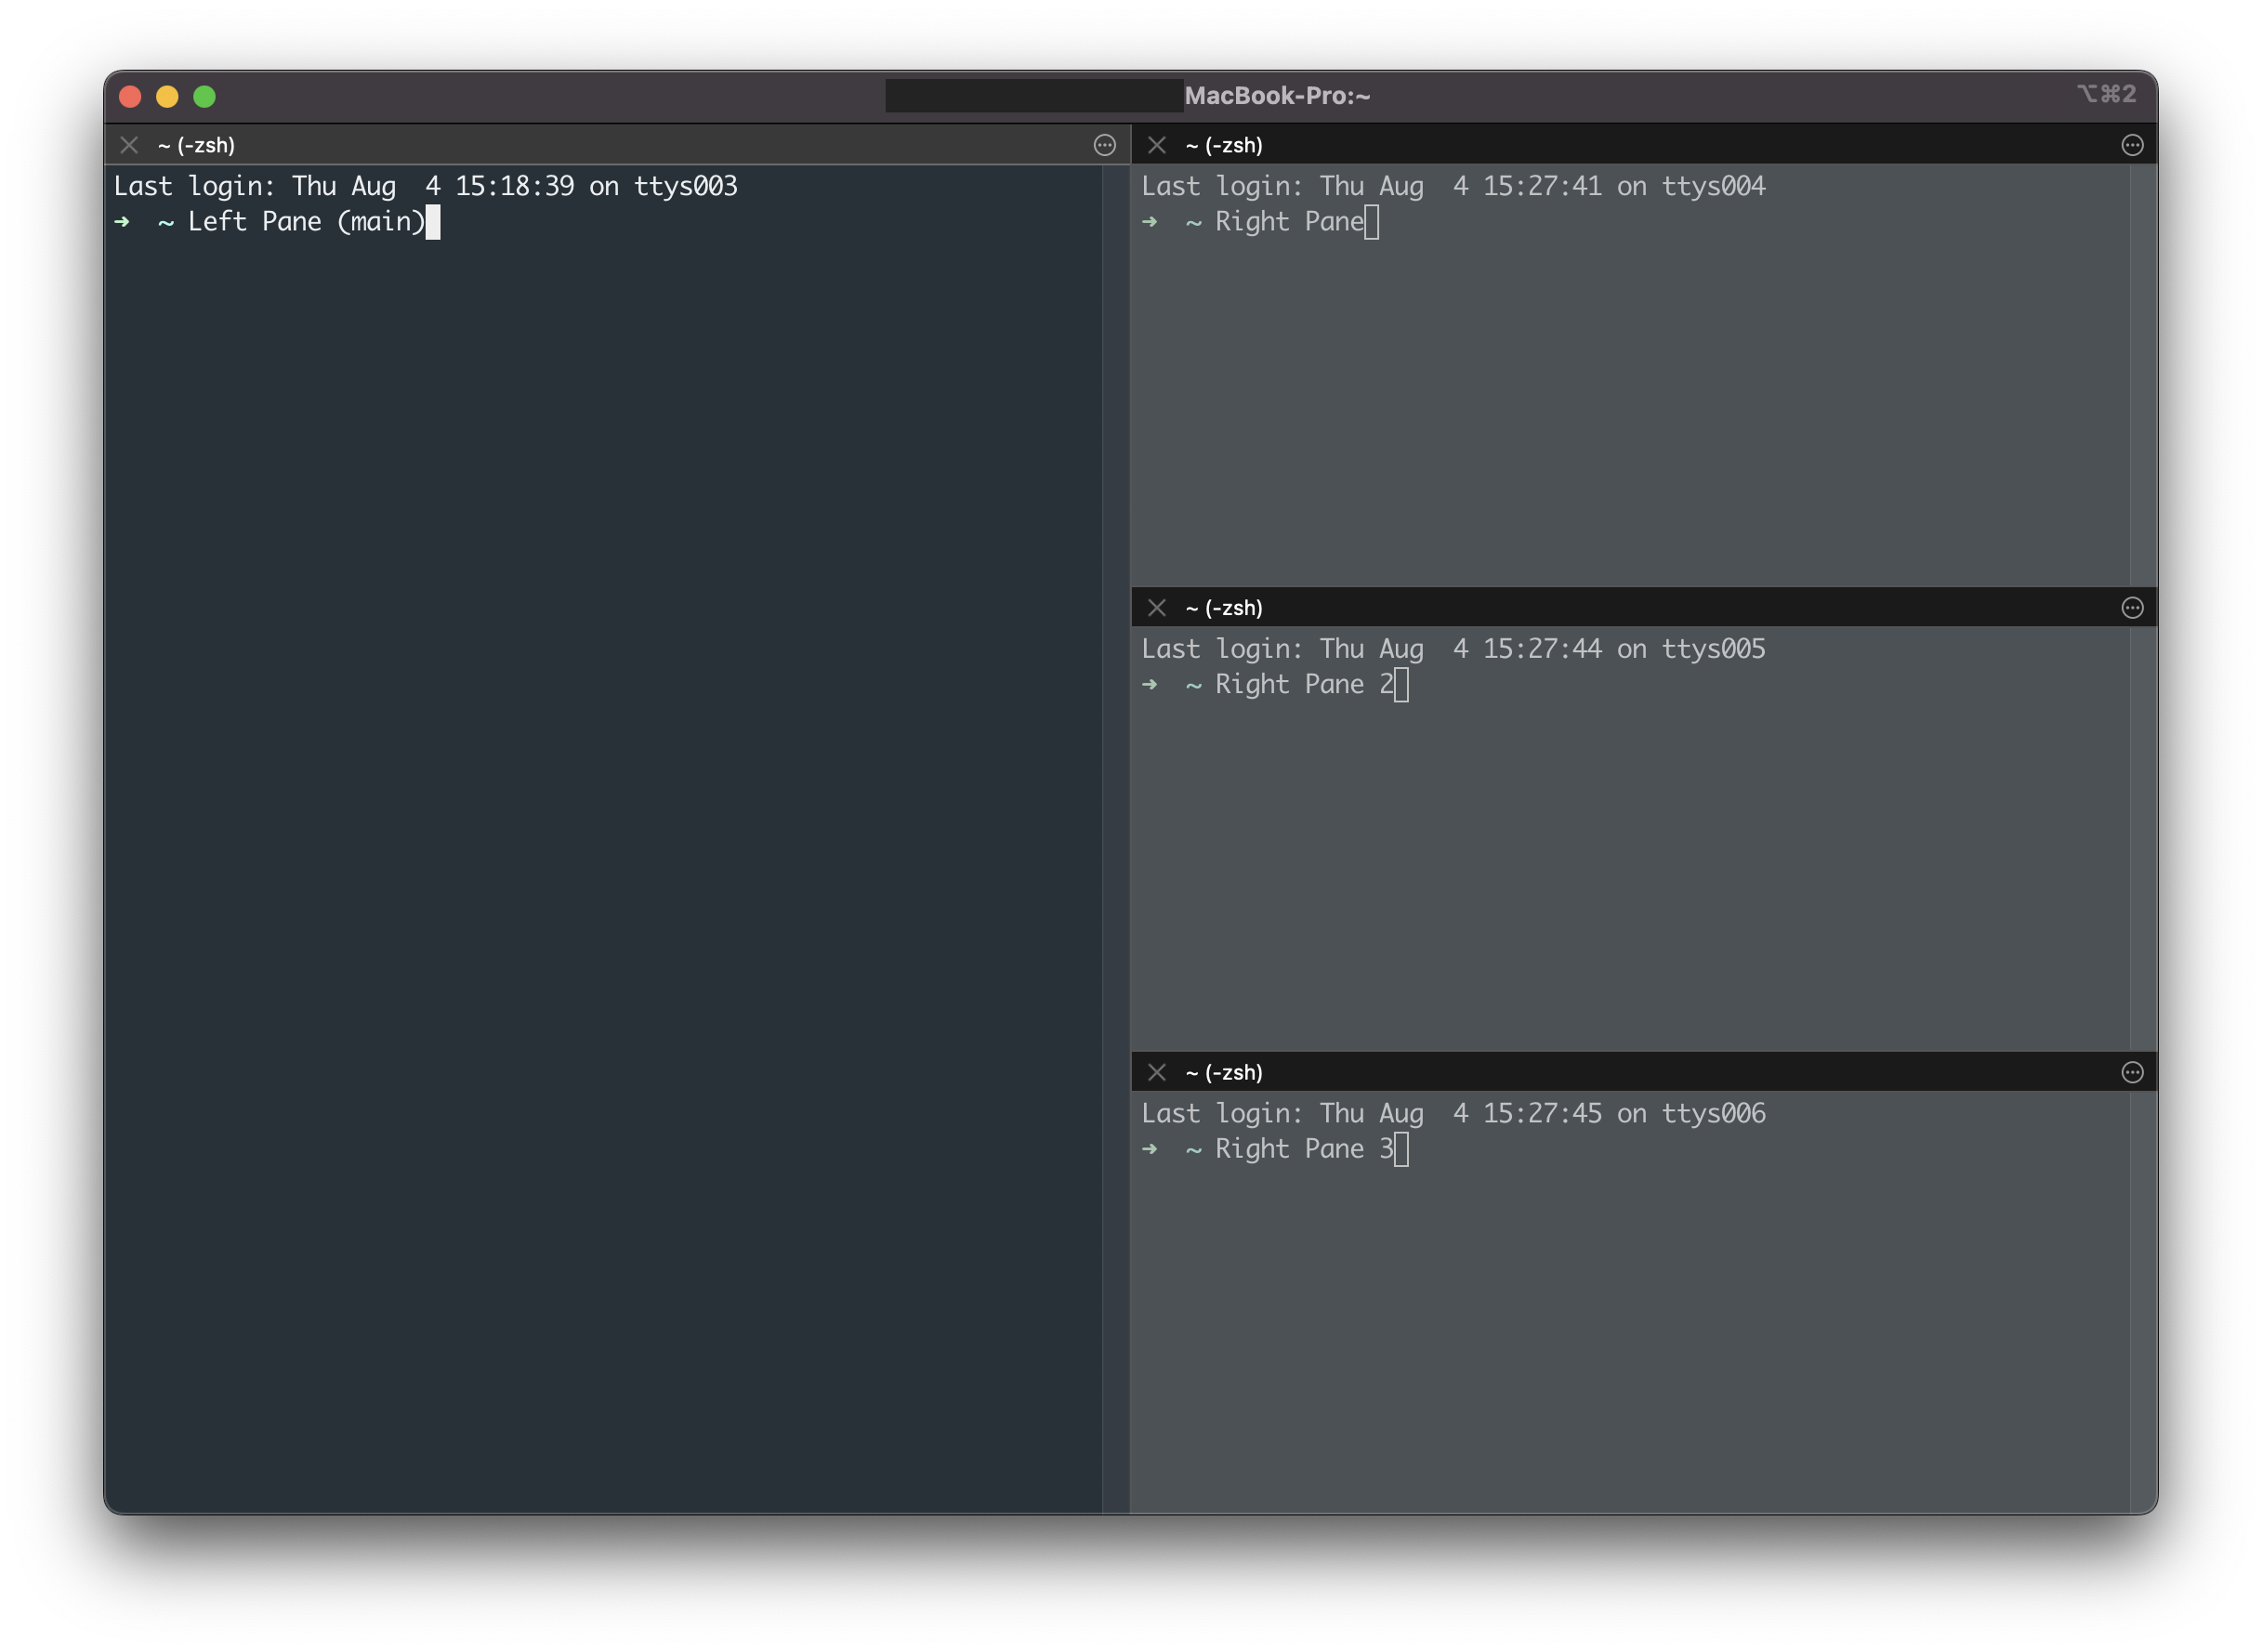 MacBook-Pro:~
⌥⌘2
~ (-zsh)
Last login: Thu Aug  4 15:18:39 on ttys003
➜  ~ Left Pane (main)
~ (-zsh)
Last login: Thu Aug  4 15:27:41 on ttys004
➜  ~ Right Pane
~ (-zsh)
Last login: Thu Aug  4 15:27:44 on ttys005
➜  ~ Right Pane 2
~ (-zsh)
Last login: Thu Aug  4 15:27:45 on ttys006
➜  ~ Right Pane 3